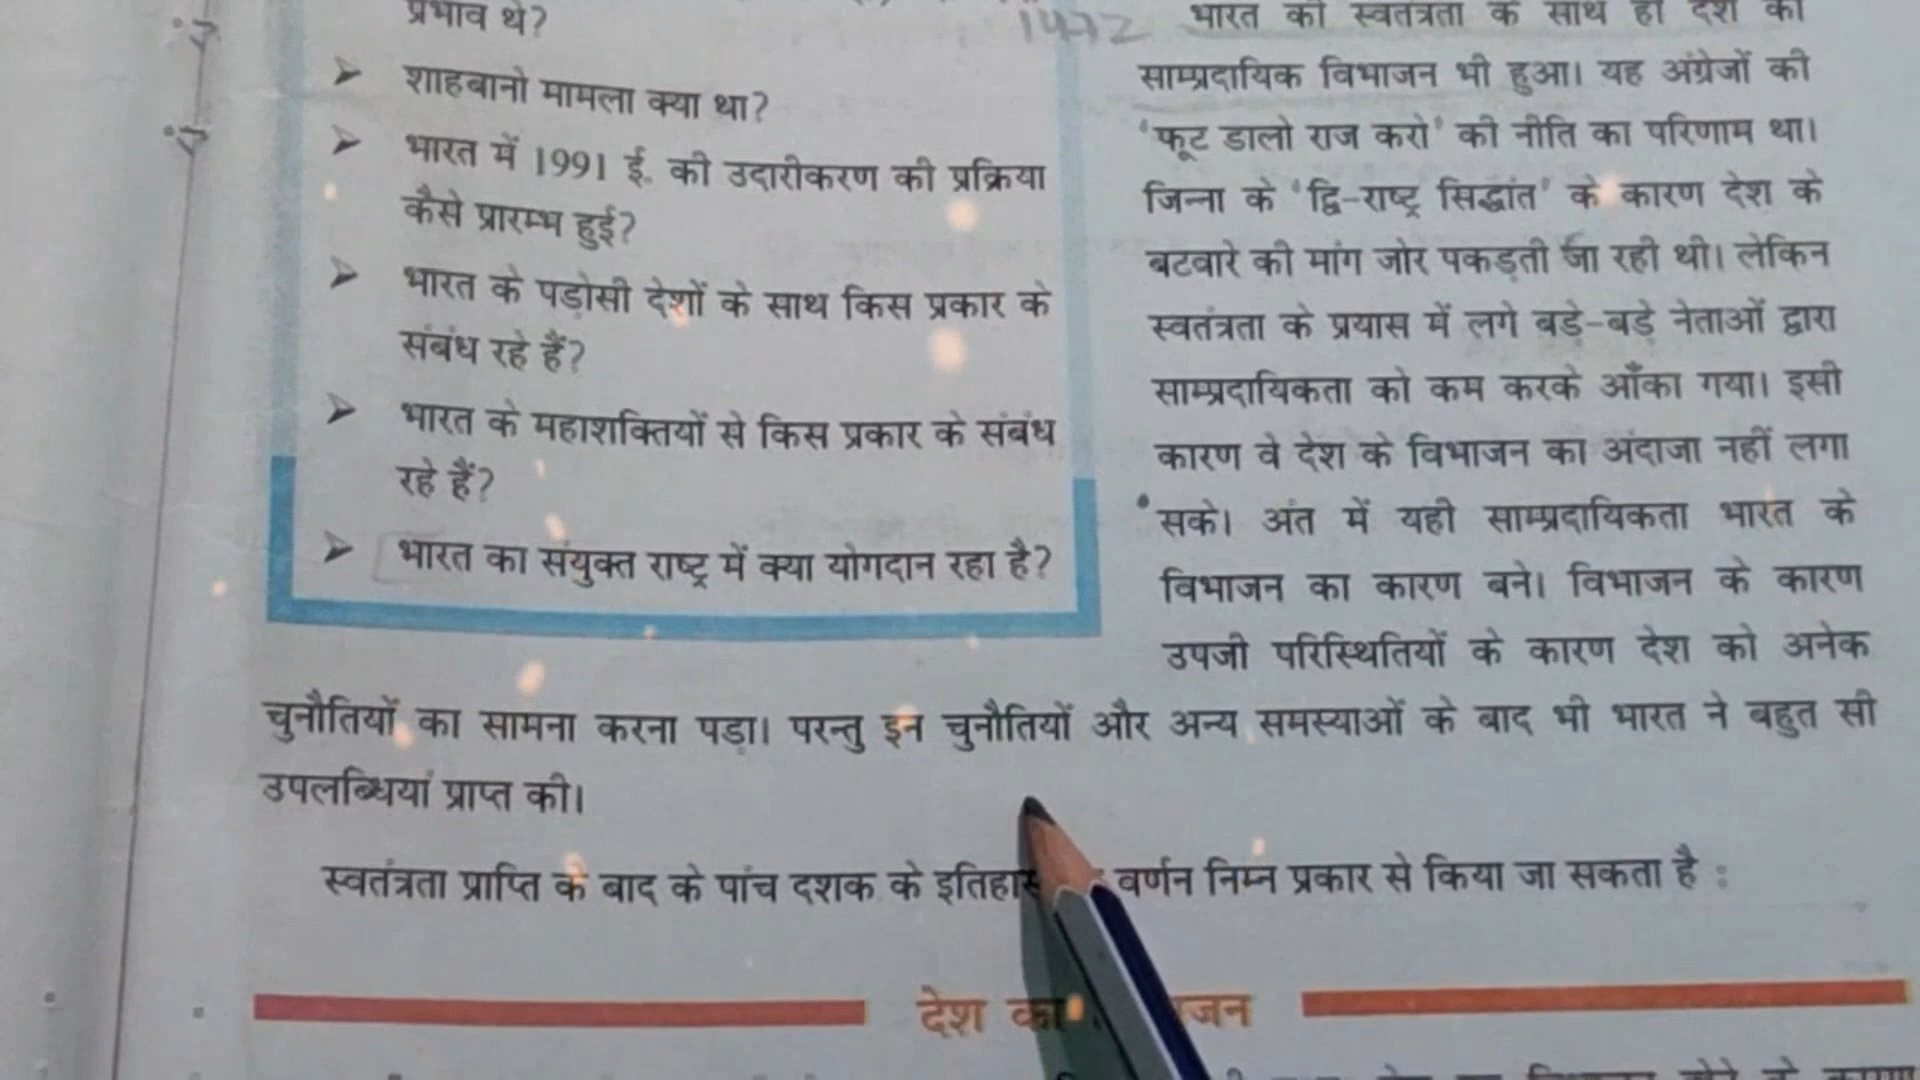 प्रभाव थे?
➤ शाहबानो मामला क्या था?
➤ भारत में 1991 ई. की उदारीकरण की प्रक्रिया
कैसे प्रारम्भ हुई?
➤ भारत के पड़ोसी देशों के साथ किस प्रकार के
संबंध रहे हैं?
➤ भारत के महाशक्तियों से किस प्रकार के संबंध
रहे हैं?
➤ भारत का संयुक्त राष्ट्र में क्या योगदान रहा है?
भारत की स्वतंत्रता के साथ ही देश का
साम्प्रदायिक विभाजन भी हुआ। यह अंग्रेजों की
'फूट डालो राज करो' की नीति का परिणाम था।
जिन्ना के 'द्वि-राष्ट्र सिद्धांत' के कारण देश के
बटवारे की मांग जोर पकड़ती जा रही थी। लेकिन
स्वतंत्रता के प्रयास में लगे बड़े-बड़े नेताओं द्वारा
साम्प्रदायिकता को कम करके आँका गया। इसी
कारण वे देश के विभाजन का अंदाजा नहीं लगा
सके। अंत में यही साम्प्रदायिकता भारत के
विभाजन का कारण बने। विभाजन के कारण
उपजी परिस्थितियों के कारण देश को अनेक
चुनौतियों का सामना करना पड़ा। परन्तु इन चुनौतियों और अन्य समस्याओं के बाद भी भारत ने बहुत सी
उपलब्धियां प्राप्त की।
स्वतंत्रता प्राप्ति के बाद के पांच दशक के इतिहास वर्णन निम्न प्रकार से किया जा सकता है :
देश का